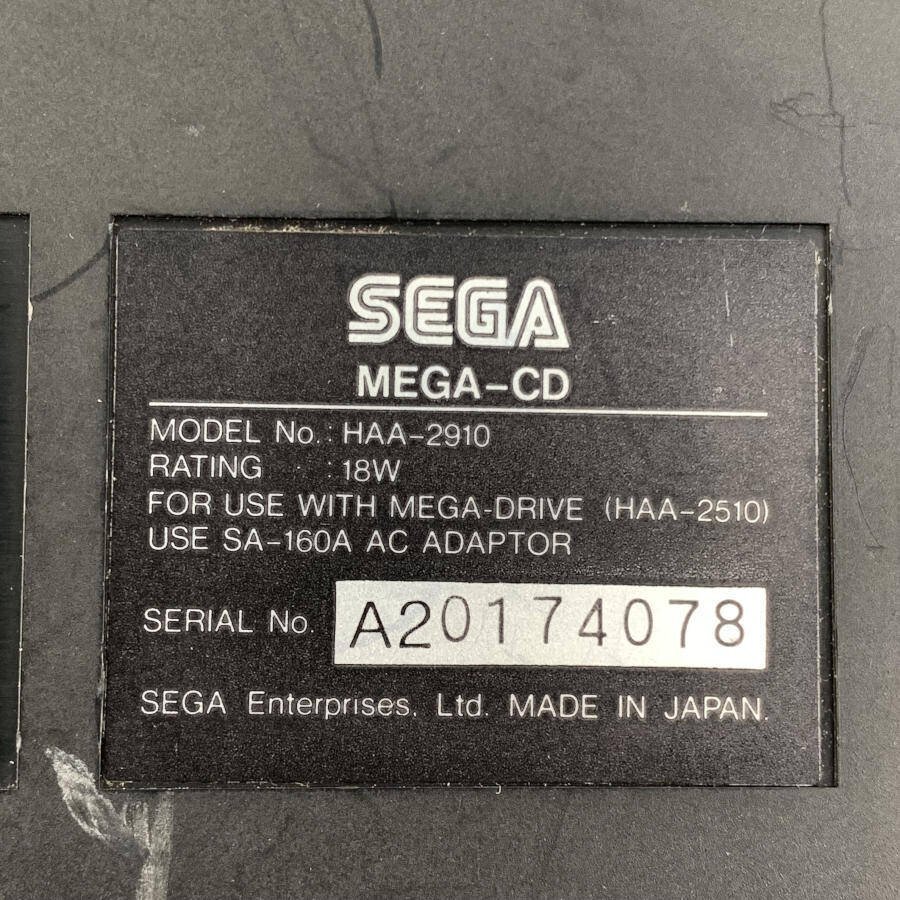 SEGA
MEGA-CD
MODEL No. : HAA-2910
RATING : 18W
FOR USE WITH MEGA-DRIVE (HAA-2510)
USE SA-160A AC ADAPTOR
SERIAL No. A20174078
SEGA Enterprises, Ltd. MADE IN JAPAN.